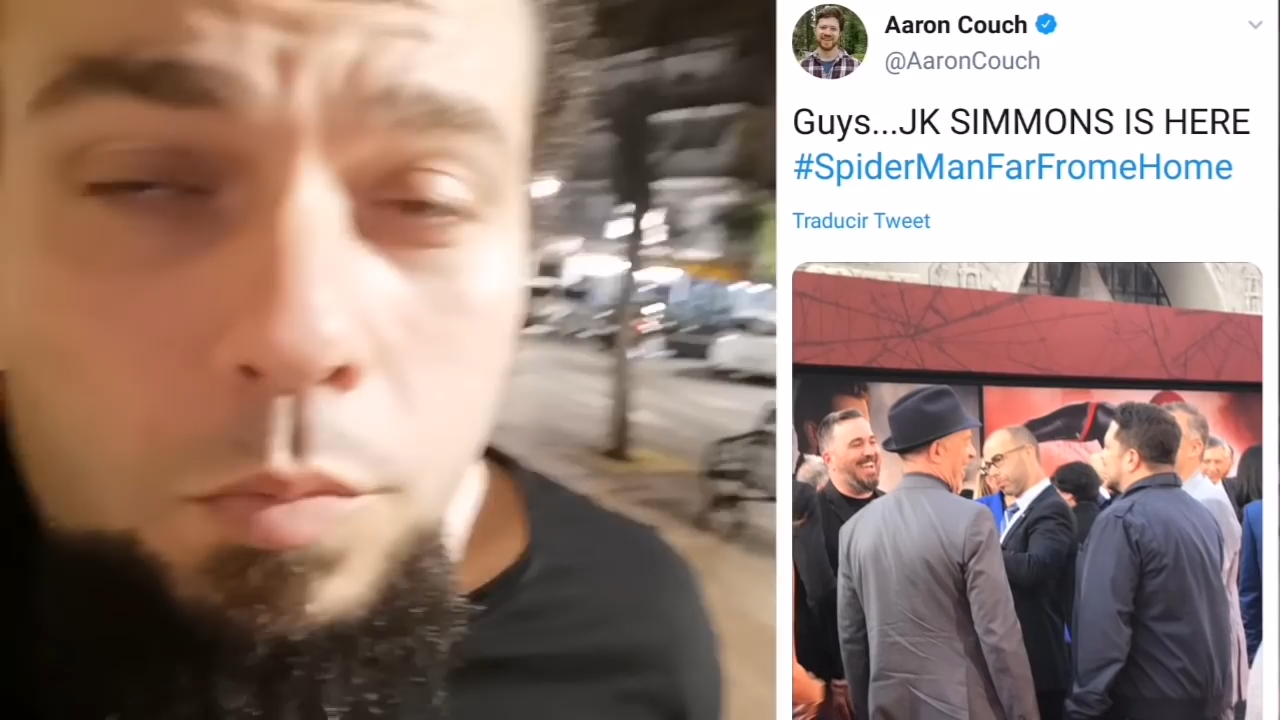 Aaron Couch
@AaronCouch
Guys...JK SIMMONS IS HERE
#SpiderManFarFromeHome
Traducir Tweet